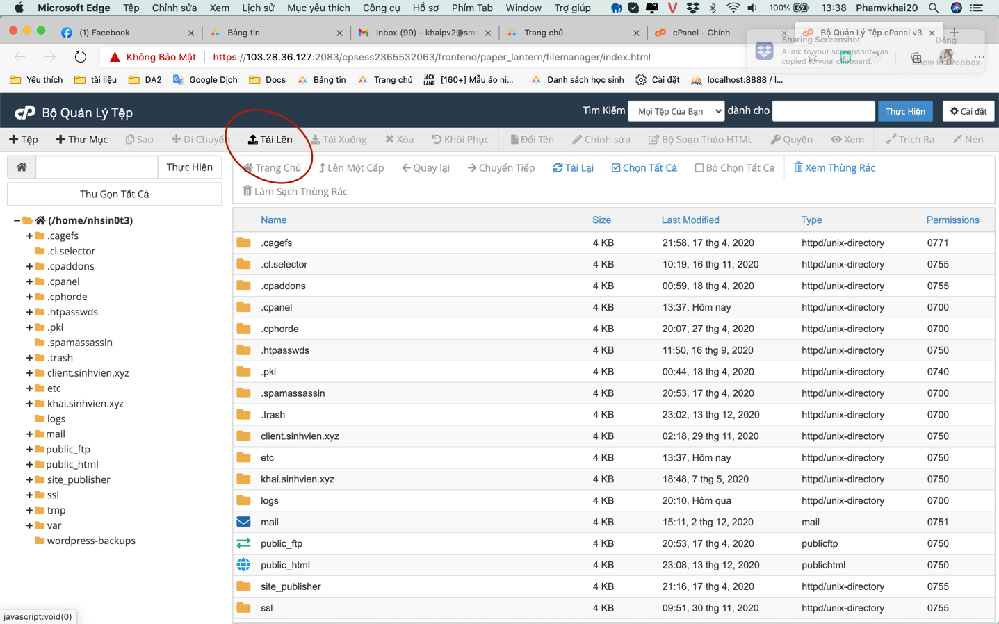 Microsoft Edge Tệp Chỉnh sửa Xem Lịch sử Mục yêu thích Công cụ Hồ sơ Phím Tab Window Trợ giúp 100% 13:38 Phamvkhai20
(1) Facebook Bảng tin Inbox (99) - khaipv2@sma Trang chủ cPanel - Chính Bộ Quản Lý Tệp cPanel v3
Sharing Screenshot Đóng
A link to your screenshot was
copied to your clipboard. Show in Dropbox
Không Bảo Mật https://103.28.36.127:2083/cpsess2365532063/frontend/paper_lantern/filemanager/index.html
Yêu thích tài liệu DA2 Google Dịch Docs Bảng tin Trang chủ JACK LANE [160+] Mẫu áo ni... Danh sách học sinh Cài đặt PMA localhost:8888 / l...
cP Bộ Quản Lý Tệp Tìm Kiếm Mọi Tệp Của Bạn dành cho Thực Hiện Cài đặt
Tệp Thư Mục Sao Di Chuyển Tải Lên Tải Xuống Xóa Khôi Phục Đổi Tên Chỉnh sửa Bộ Soạn Thảo HTML Quyền Xem Trích Ra Nén
Thực Hiện Trang Chủ Lên Một Cấp Quay lại Chuyển Tiếp Tải Lại Chọn Tất Cả Bỏ Chọn Tất Cả Xem Thùng Rác
Làm Sạch Thùng Rác
Thu Gọn Tất Cả
(/home/nhsin0t3)
.cagefs
.cl.selector
.cpaddons
.cpanel
.cphorde
.htpasswds
.pki
.spamassassin
.trash
client.sinhvien.xyz
etc
khai.sinhvien.xyz
logs
mail
public_ftp
public_html
site_publisher
ssl
tmp
var
wordpress-backups
Name Size Last Modified Type Permissions
.cagefs 4 KB 21:58, 17 thg 4, 2020 httpd/unix-directory 0771
.cl.selector 4 KB 10:19, 16 thg 11, 2020 httpd/unix-directory 0755
.cpaddons 4 KB 00:59, 18 thg 4, 2020 httpd/unix-directory 0755
.cpanel 4 KB 13:37, Hôm nay httpd/unix-directory 0700
.cphorde 4 KB 20:07, 27 thg 4, 2020 httpd/unix-directory 0700
.htpasswds 4 KB 11:50, 16 thg 9, 2020 httpd/unix-directory 0750
.pki 4 KB 00:44, 18 thg 4, 2020 httpd/unix-directory 0740
.spamassassin 4 KB 20:53, 17 thg 4, 2020 httpd/unix-directory 0700
.trash 4 KB 23:02, 13 thg 12, 2020 httpd/unix-directory 0700
client.sinhvien.xyz 4 KB 02:18, 29 thg 11, 2020 httpd/unix-directory 0750
etc 4 KB 13:37, Hôm nay httpd/unix-directory 0750
khai.sinhvien.xyz 4 KB 18:48, 7 thg 5, 2020 httpd/unix-directory 0750
logs 4 KB 20:10, Hôm qua httpd/unix-directory 0700
mail 4 KB 15:11, 2 thg 12, 2020 mail 0751
public_ftp 4 KB 20:53, 17 thg 4, 2020 publicftp 0750
public_html 4 KB 23:08, 13 thg 12, 2020 publichtml 0750
site_publisher 4 KB 21:16, 17 thg 4, 2020 httpd/unix-directory 0755
ssl 4 KB 09:51, 30 thg 11, 2020 httpd/unix-directory 0755
javascript:void(0)